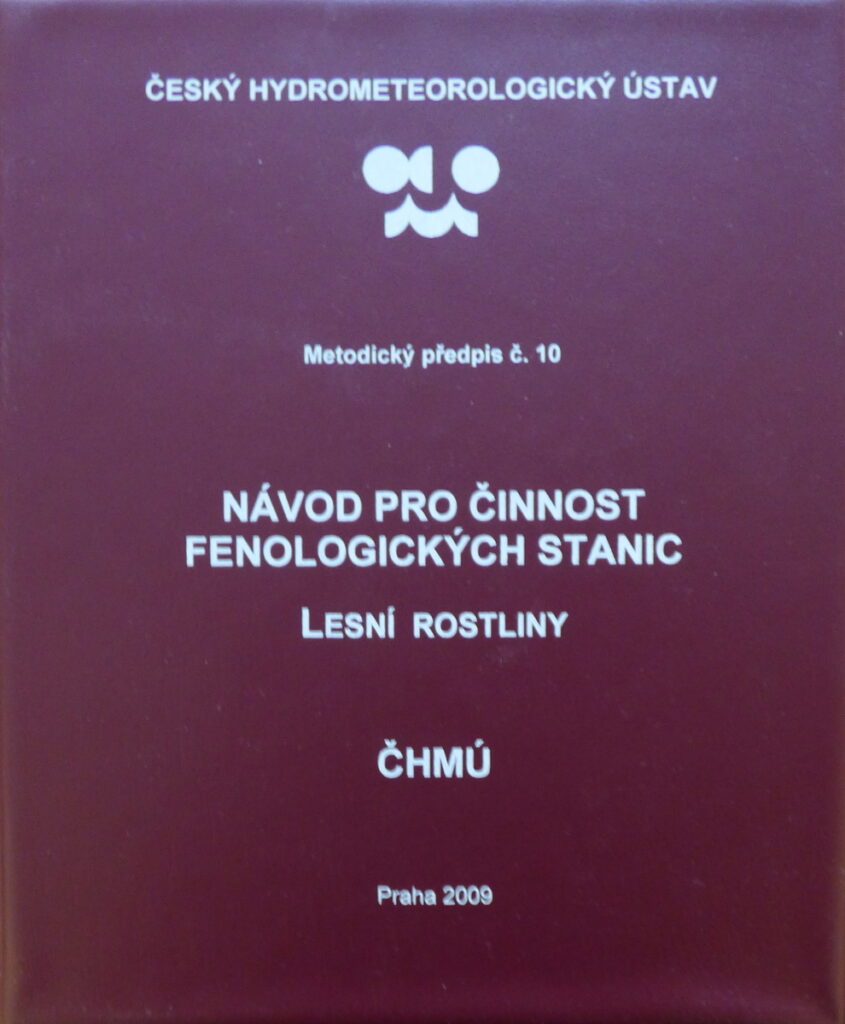 ČESKÝ HYDROMETEOROLOGICKÝ ÚSTAV
Metodický předpis č. 10
NÁVOD PRO ČINNOST
FENOLOGICKÝCH STANIC
LESNÍ ROSTLINY
ČHMÚ
Praha 2009